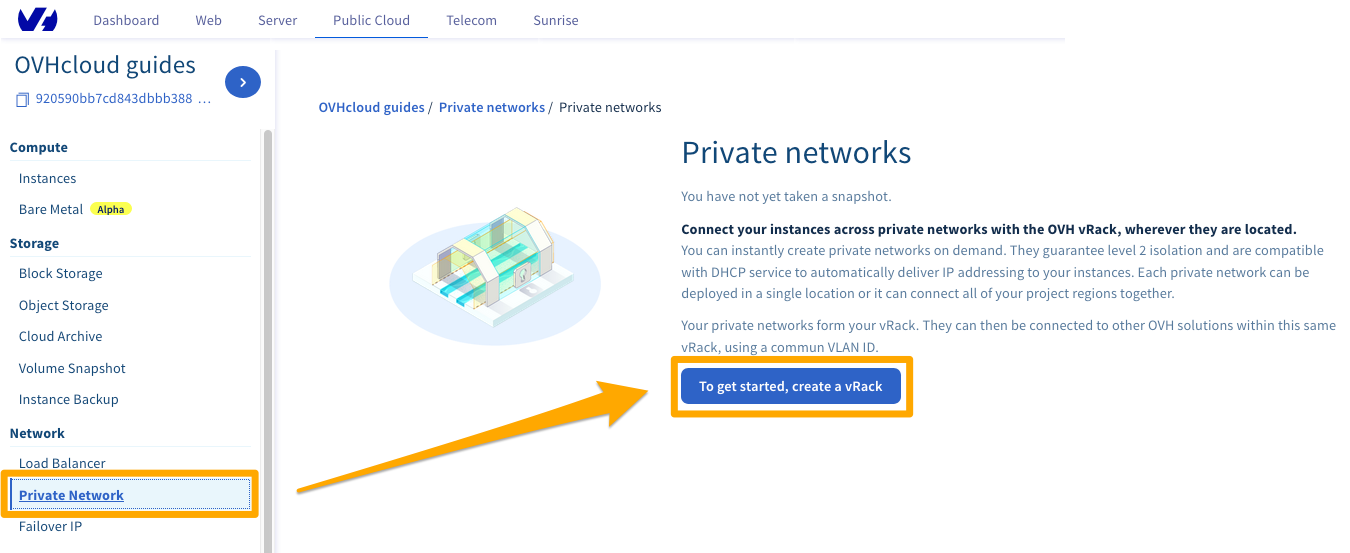 Dashboard Web Server Public Cloud Telecom Sunrise
OVHcloud guides
920590bb7cd843dbbb388 ...
Compute
Instances
Bare Metal Alpha
Storage
Block Storage
Object Storage
Cloud Archive
Volume Snapshot
Instance Backup
Network
Load Balancer
Private Network
Failover IP
OVHcloud guides / Private networks / Private networks
Private networks
You have not yet taken a snapshot.
Connect your instances across private networks with the OVH vRack, wherever they are located.
You can instantly create private networks on demand. They guarantee level 2 isolation and are compatible
with DHCP service to automatically deliver IP addressing to your instances. Each private network can be
deployed in a single location or it can connect all of your project regions together.
Your private networks form your vRack. They can then be connected to other OVH solutions within this same
vRack, using a commun VLAN ID.
To get started, create a vRack